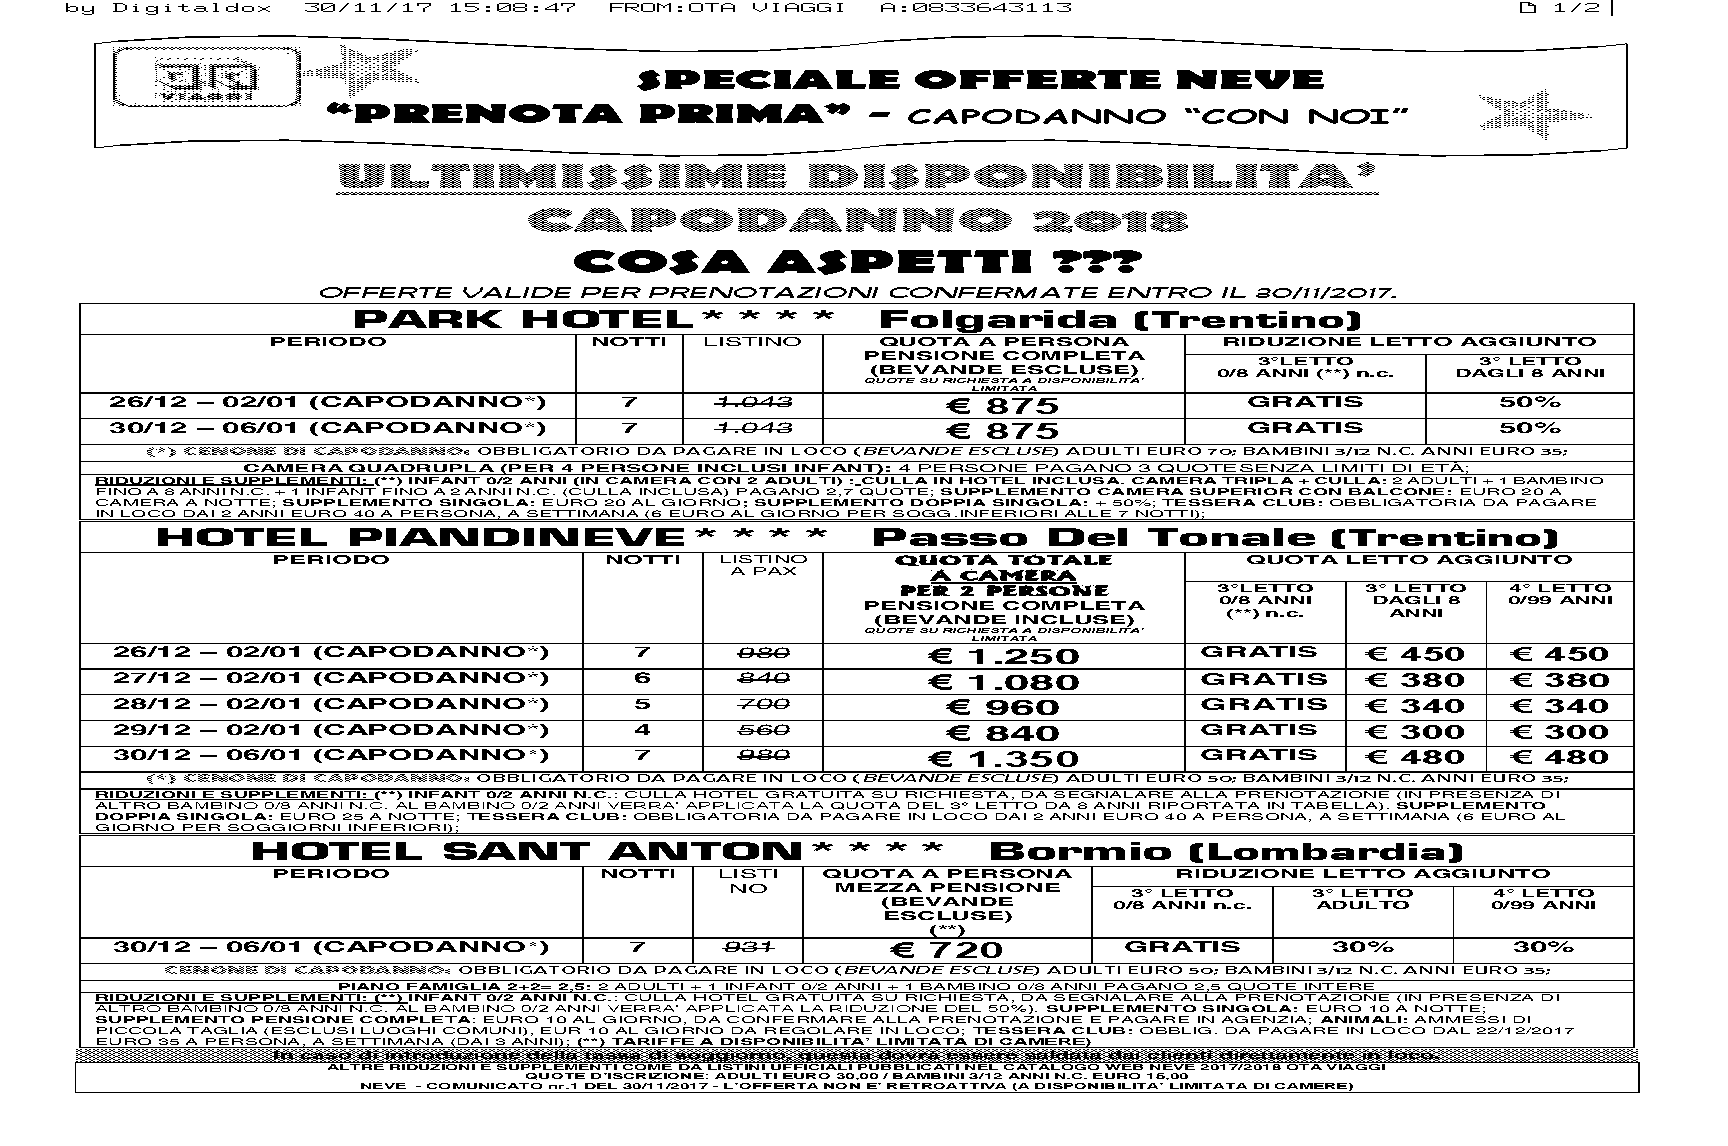 by Digitaldox 30/11/17 15:08:47 FROM:OTA VIAGGI A:0833643113 1/2
VIAGGI
SPECIALE OFFERTE NEVE
“PRENOTA PRIMA” - CAPODANNO “CON NOI”
ULTIMISSIME DISPONIBILITA’
CAPODANNO 2018
COSA ASPETTI ???
OFFERTE VALIDE PER PRENOTAZIONI CONFERMATE ENTRO IL 30/11/2017.
PARK HOTEL**** Folgarida (Trentino)
PERIODO NOTTI LISTINO QUOTA A PERSONA RIDUZIONE LETTO AGGIUNTO
PENSIONE COMPLETA
(BEVANDE ESCLUSE)
QUOTE SU RICHIESTA A DISPONIBILITA’
LIMITATA
3°LETTO 3° LETTO
0/8 ANNI (**) n.c. DAGLI 8 ANNI
26/12 – 02/01 (CAPODANNO*) 7 1.043 € 875 GRATIS 50%
30/12 – 06/01 (CAPODANNO*) 7 1.043 € 875 GRATIS 50%
(*) CENONE DI CAPODANNO: OBBLIGATORIO DA PAGARE IN LOCO (BEVANDE ESCLUSE) ADULTI EURO 70; BAMBINI 3/12 N.C. ANNI EURO 35;
CAMERA QUADRUPLA (PER 4 PERSONE INCLUSI INFANT): 4 PERSONE PAGANO 3 QUOTE SENZA LIMITI DI ETÀ;
RIDUZIONI E SUPPLEMENTI: (**) INFANT 0/2 ANNI (IN CAMERA CON 2 ADULTI) : CULLA IN HOTEL INCLUSA. CAMERA TRIPLA + CULLA: 2 ADULTI + 1 BAMBINO
FINO A 8 ANNI N.C. + 1 INFANT FINO A 2 ANNI N.C. (CULLA INCLUSA) PAGANO 2,7 QUOTE; SUPPLEMENTO CAMERA SUPERIOR CON BALCONE: EURO 20 A
CAMERA A NOTTE; SUPPLEMENTO SINGOLA: EURO 20 AL GIORNO; SUPPLEMENTO DOPPIA SINGOLA: + 50%; TESSERA CLUB: OBBLIGATORIA DA PAGARE
IN LOCO DAI 2 ANNI EURO 40 A PERSONA, A SETTIMANA (6 EURO AL GIORNO PER SOGG.INFERIORI ALLE 7 NOTTI);
HOTEL PIANDINEVE**** Passo Del Tonale (Trentino)
PERIODO NOTTI LISTINO A PAX QUOTA TOTALE QUOTA LETTO AGGIUNTO
A CAMERA
PER 2 PERSONE
PENSIONE COMPLETA
(BEVANDE INCLUSE)
QUOTE SU RICHIESTA A DISPONIBILITA’
LIMITATA
3°LETTO 3° LETTO 4° LETTO
0/8 ANNI DAGLI 8 0/99 ANNI
(**) n.c. ANNI
26/12 – 02/01 (CAPODANNO*) 7 980 € 1.250 GRATIS € 450 € 450
27/12 – 02/01 (CAPODANNO*) 6 840 € 1.080 GRATIS € 380 € 380
28/12 – 02/01 (CAPODANNO*) 5 700 € 960 GRATIS € 340 € 340
29/12 – 02/01 (CAPODANNO*) 4 560 € 840 GRATIS € 300 € 300
30/12 – 06/01 (CAPODANNO*) 7 980 € 1.350 GRATIS € 480 € 480
(*) CENONE DI CAPODANNO: OBBLIGATORIO DA PAGARE IN LOCO (BEVANDE ESCLUSE) ADULTI EURO 50; BAMBINI 3/12 N.C. ANNI EURO 35;
RIDUZIONI E SUPPLEMENTI: (**) INFANT 0/2 ANNI N.C.: CULLA HOTEL GRATUITA SU RICHIESTA, DA SEGNALARE ALLA PRENOTAZIONE (IN PRESENZA DI
ALTRO BAMBINO 0/8 ANNI N.C. AL BAMBINO 0/2 ANNI VERRA’ APPLICATA LA QUOTA DEL 3° LETTO DA 8 ANNI RIPORTATA IN TABELLA). SUPPLEMENTO
DOPPIA SINGOLA: EURO 25 A NOTTE; TESSERA CLUB: OBBLIGATORIA DA PAGARE IN LOCO DAI 2 ANNI EURO 40 A PERSONA, A SETTIMANA (6 EURO AL
GIORNO PER SOGGIORNI INFERIORI);
HOTEL SANT ANTON**** Bormio (Lombardia)
PERIODO NOTTI LISTI NO QUOTA A PERSONA RIDUZIONE LETTO AGGIUNTO
MEZZA PENSIONE
(BEVANDE
ESCLUSE)
(**)
3° LETTO 3° LETTO 4° LETTO
0/8 ANNI n.c. ADULTO 0/99 ANNI
30/12 – 06/01 (CAPODANNO*) 7 931 € 720 GRATIS 30% 30%
CENONE DI CAPODANNO: OBBLIGATORIO DA PAGARE IN LOCO (BEVANDE ESCLUSE) ADULTI EURO 50; BAMBINI 3/12 N.C. ANNI EURO 35;
PIANO FAMIGLIA 2+2= 2,5: 2 ADULTI + 1 INFANT 0/2 ANNI + 1 BAMBINO 0/8 ANNI PAGANO 2,5 QUOTE INTERE
RIDUZIONI E SUPPLEMENTI: (**) INFANT 0/2 ANNI N.C.: CULLA HOTEL GRATUITA SU RICHIESTA, DA SEGNALARE ALLA PRENOTAZIONE (IN PRESENZA DI
ALTRO BAMBINO 0/8 ANNI N.C. AL BAMBINO 0/2 ANNI VERRA’ APPLICATA LA RIDUZIONE DEL 50%). SUPPLEMENTO SINGOLA: EURO 10 A NOTTE;
SUPPLEMENTO PENSIONE COMPLETA: EURO 10 AL GIORNO, DA CONFERMARE ALLA PRENOTAZIONE E PAGARE IN AGENZIA; ANIMALI: AMMESSI DI
PICCOLA TAGLIA (ESCLUSI LUOGHI COMUNI), EUR 10 AL GIORNO DA REGOLARE IN LOCO; TESSERA CLUB: OBBLIG. DA PAGARE IN LOCO DAL 22/12/2017
EURO 35 A PERSONA, A SETTIMANA (DAI 3 ANNI); (**) TARIFFE A DISPONIBILITA’ LIMITATA DI CAMERE)
In caso di introduzione della tassa di soggiorno, questa dovrà essere saldata dai clienti direttamente in loco.
ALTRE RIDUZIONI E SUPPLEMENTI COME DA LISTINI UFFICIALI PUBBLICATI NEL CATALOGO WEB NEVE 2017/2018 OTA VIAGGI
QUOTE D’ISCRIZIONE: ADULTI EURO 30,00 / BAMBINI 3/12 ANNI N.C. EURO 15,00
NEVE - COMUNICATO nr.1 DEL 30/11/2017 - L’OFFERTA NON E’ RETROATTIVA (A DISPONIBILITA’ LIMITATA DI CAMERE)